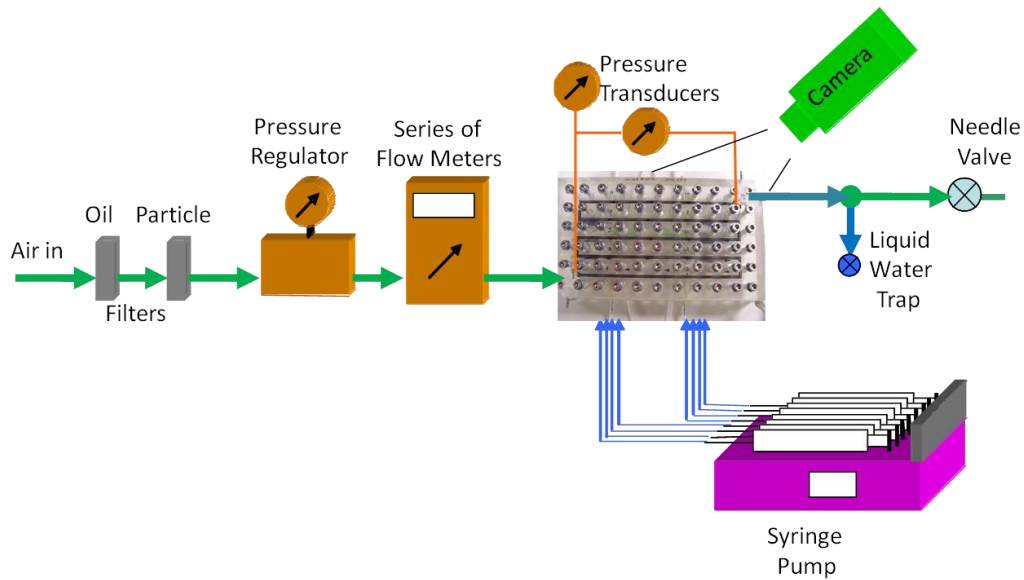 Pressure
Transducers
Camera
Needle
Valve
Pressure
Regulator
Series of
Flow Meters
Oil
Particle
Air in
Filters
Liquid
Water
Trap
Syringe
Pump